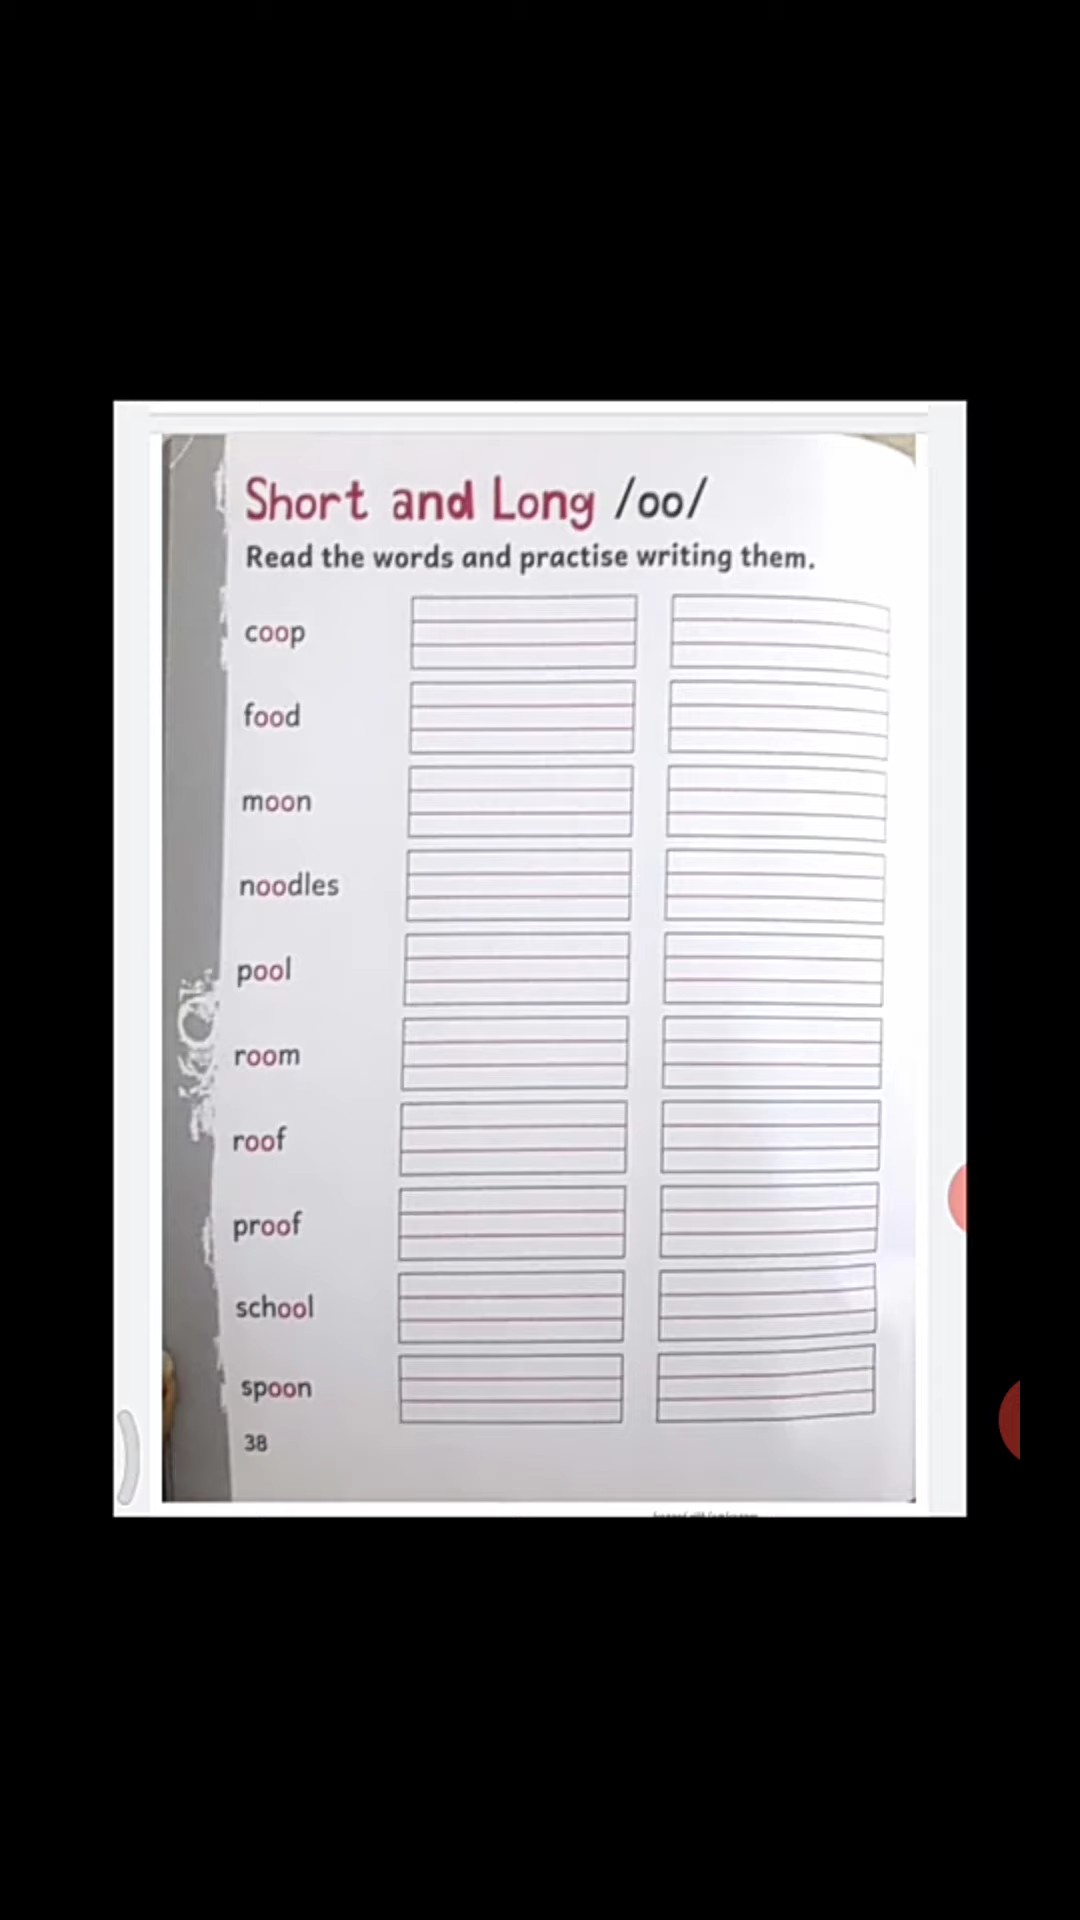 Short and Long /oo/
Read the words and practise writing them.
coop
food
moon
noodles
pool
room
roof
proof
school
spoon
38